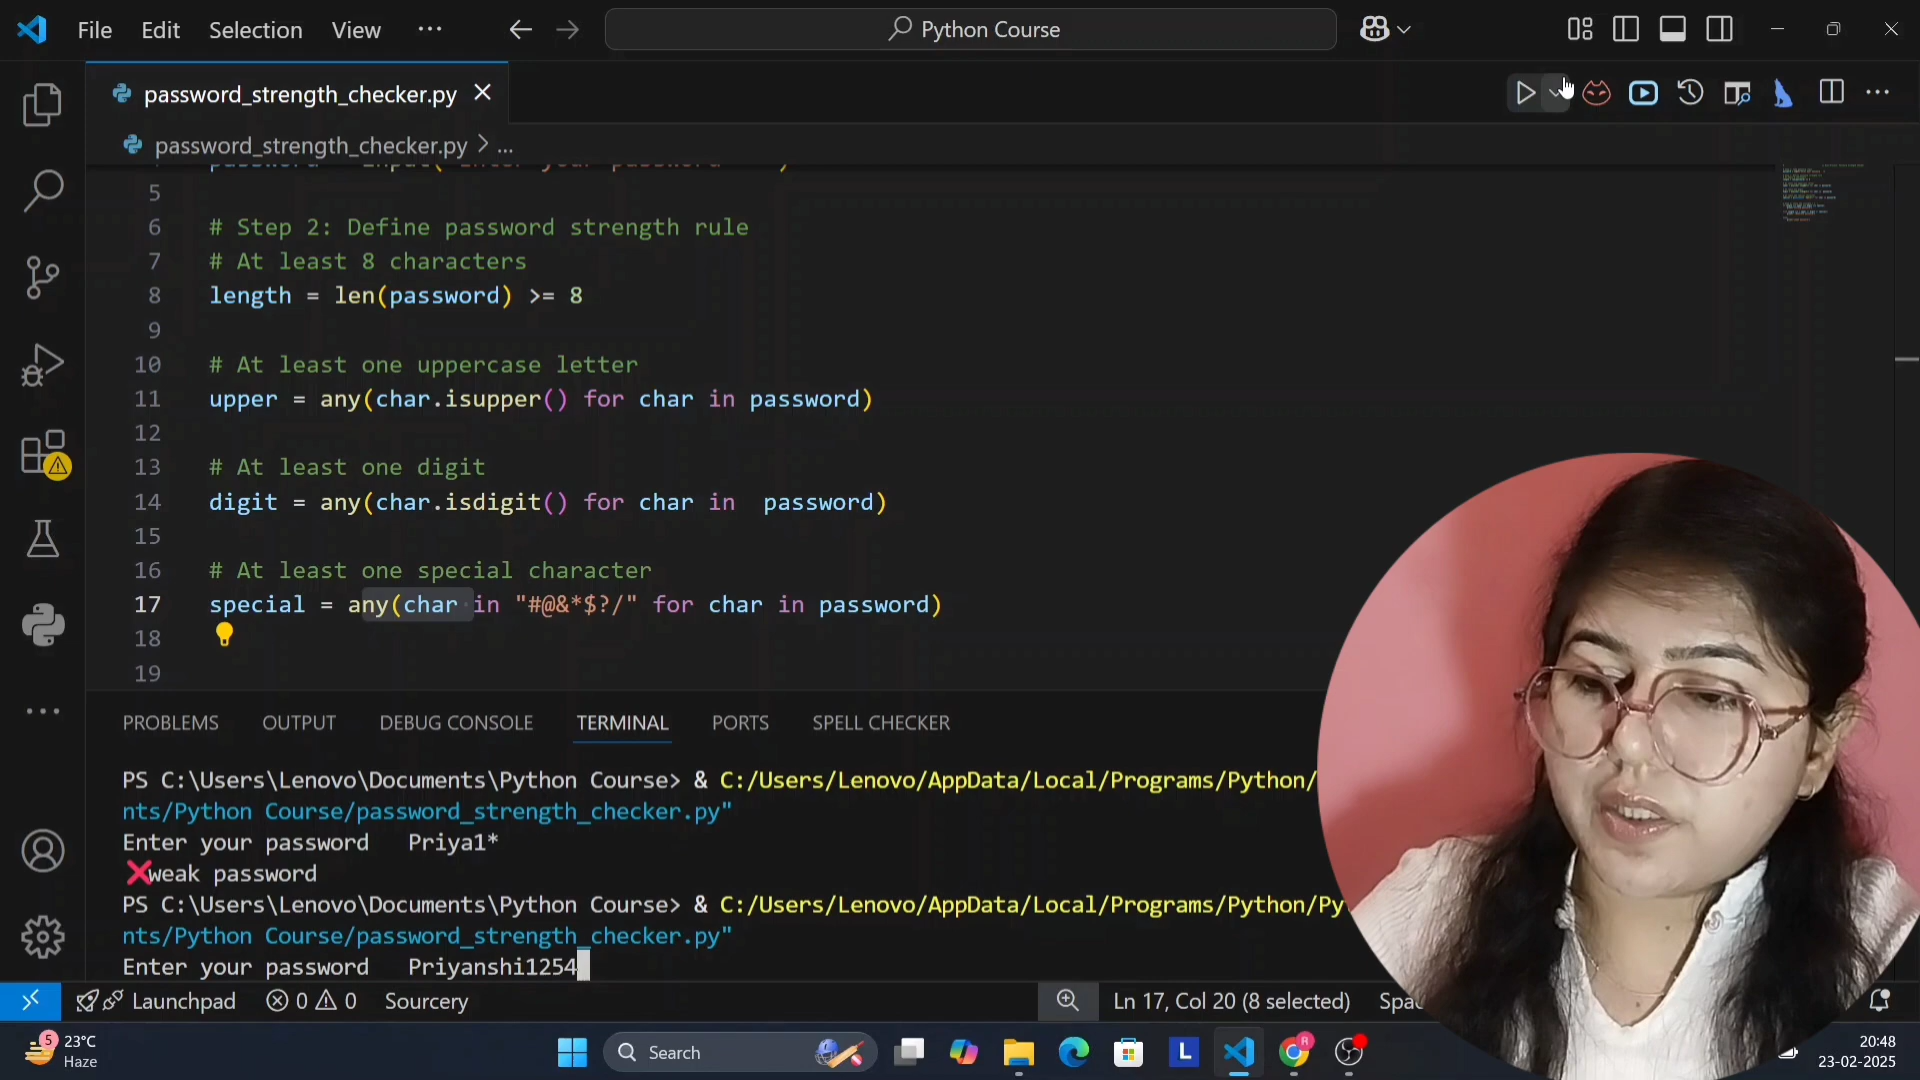 File Edit Selection View ...
Python Course
password_strength_checker.py
password_strength_checker.py > ...
5
6 # Step 2: Define password strength rule
7 # At least 8 characters
8 length = len(password) >= 8
9
10 # At least one uppercase letter
11 upper = any(char.isupper() for char in password)
12
13 # At least one digit
14 digit = any(char.isdigit() for char in  password)
15
16 # At least one special character
17 special = any(char in "#@&*$?/" for char in password)
18
19
PROBLEMS OUTPUT DEBUG CONSOLE TERMINAL PORTS SPELL CHECKER
PS C:\Users\Lenovo\Documents\Python Course> & C:/Users/Lenovo/AppData/Local/Programs/Python/
nts/Python Course/password_strength_checker.py"
Enter your password   Priya1*
❌weak password
PS C:\Users\Lenovo\Documents\Python Course> & C:/Users/Lenovo/AppData/Local/Programs/Python/Py
nts/Python Course/password_strength_checker.py"
Enter your password   Priyanshi1254
Launchpad 0 0 Sourcery Ln 17, Col 20 (8 selected)
5 23°C
Haze
Search
L
R
20:48
23-02-2025